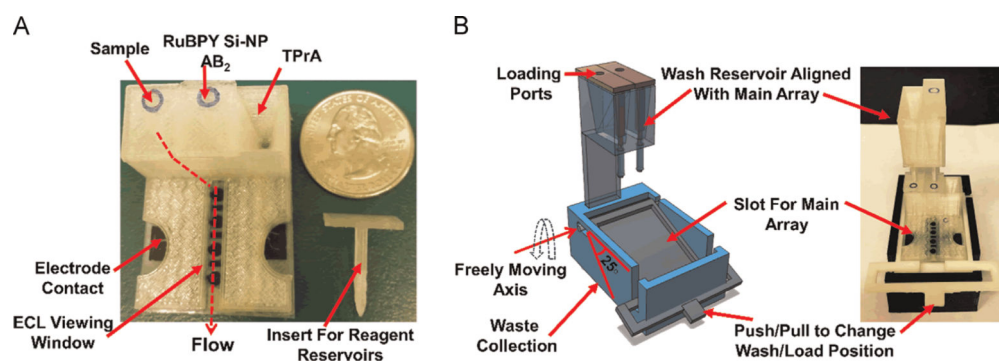 A
Sample
RuBPY Si-NP
AB2
TPrA
Electrode
Contact
ECL Viewing
Window
Flow
Insert For Reagent
Reservoirs
B
Loading
Ports
Wash Reservoir Aligned
With Main Array
Slot For Main
Array
Freely Moving
Axis
25°
Waste
Collection
Push/Pull to Change
Wash/Load Position